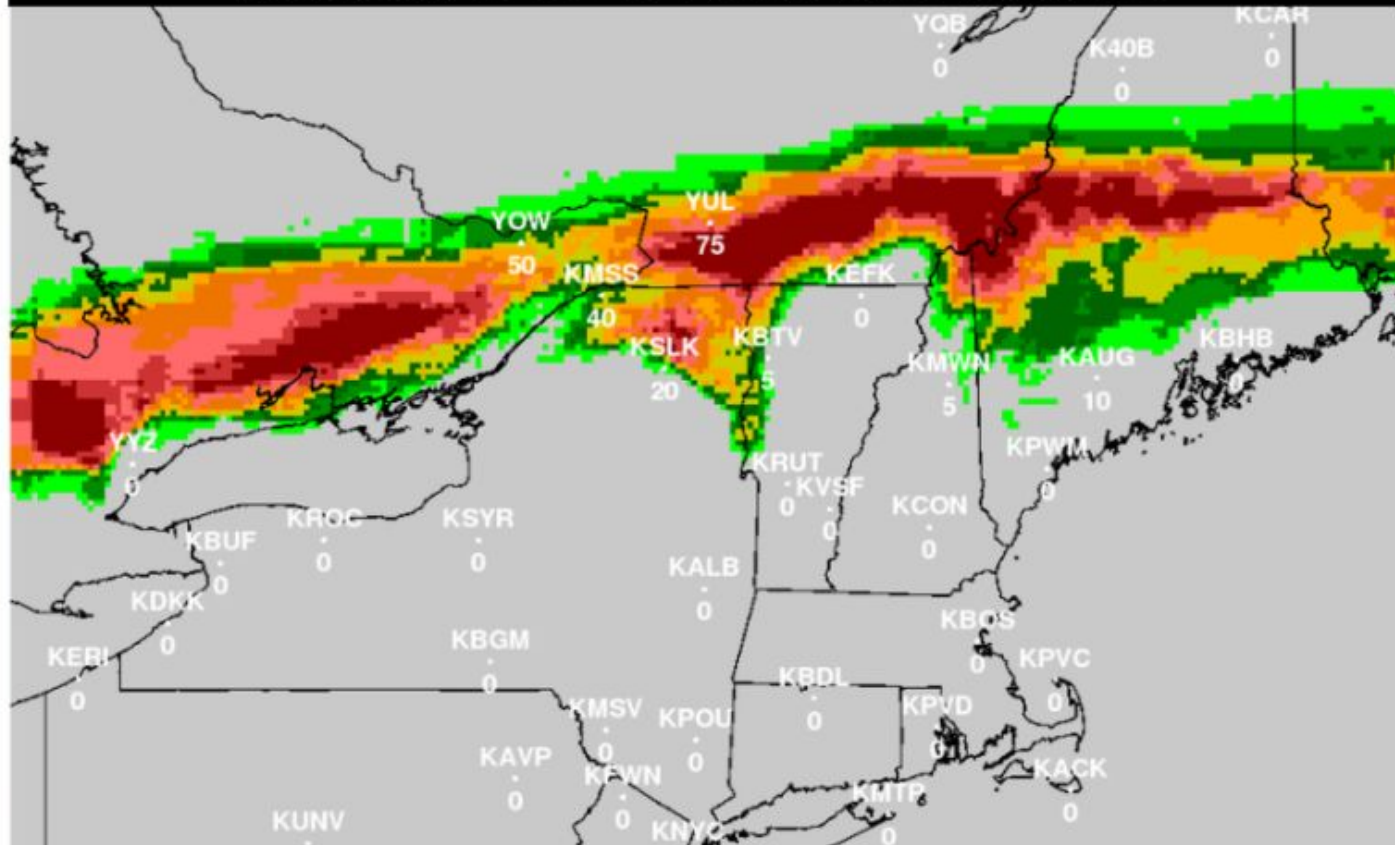 YQB
0
KCAR
0
K40B
0
YUL
75
YOW
50
KMSS
40
KEFK
0
KSLK
20
KBTV
5
KMWN
5
KAUG
10
KBHB
0
YYZ
0
KPWM
0
KRUT
0
KVSF
0
KCON
0
KROC
0
KSYR
0
KBUF
0
KALB
0
KDKK
0
KBGM
0
KBOS
0
KERI
0
KPVC
0
KBDL
0
KPVD
0
KMSV
0
KPOU
0
KAVP
0
KFWN
0
KACK
0
KMTP
0
KUNV
KNYC